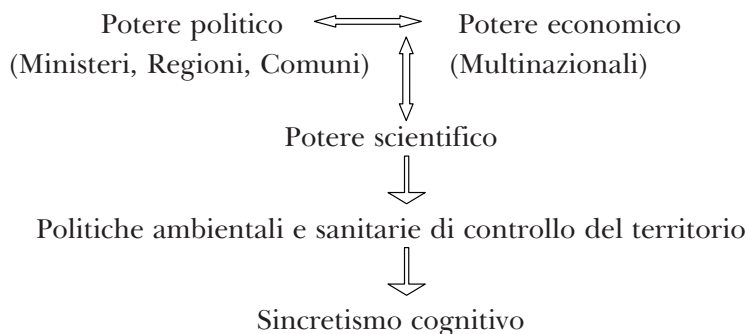 Potere politico Potere economico
(Ministeri, Regioni, Comuni) (Multinazionali)
Potere scientifico
Politiche ambientali e sanitarie di controllo del territorio
Sincretismo cognitivo